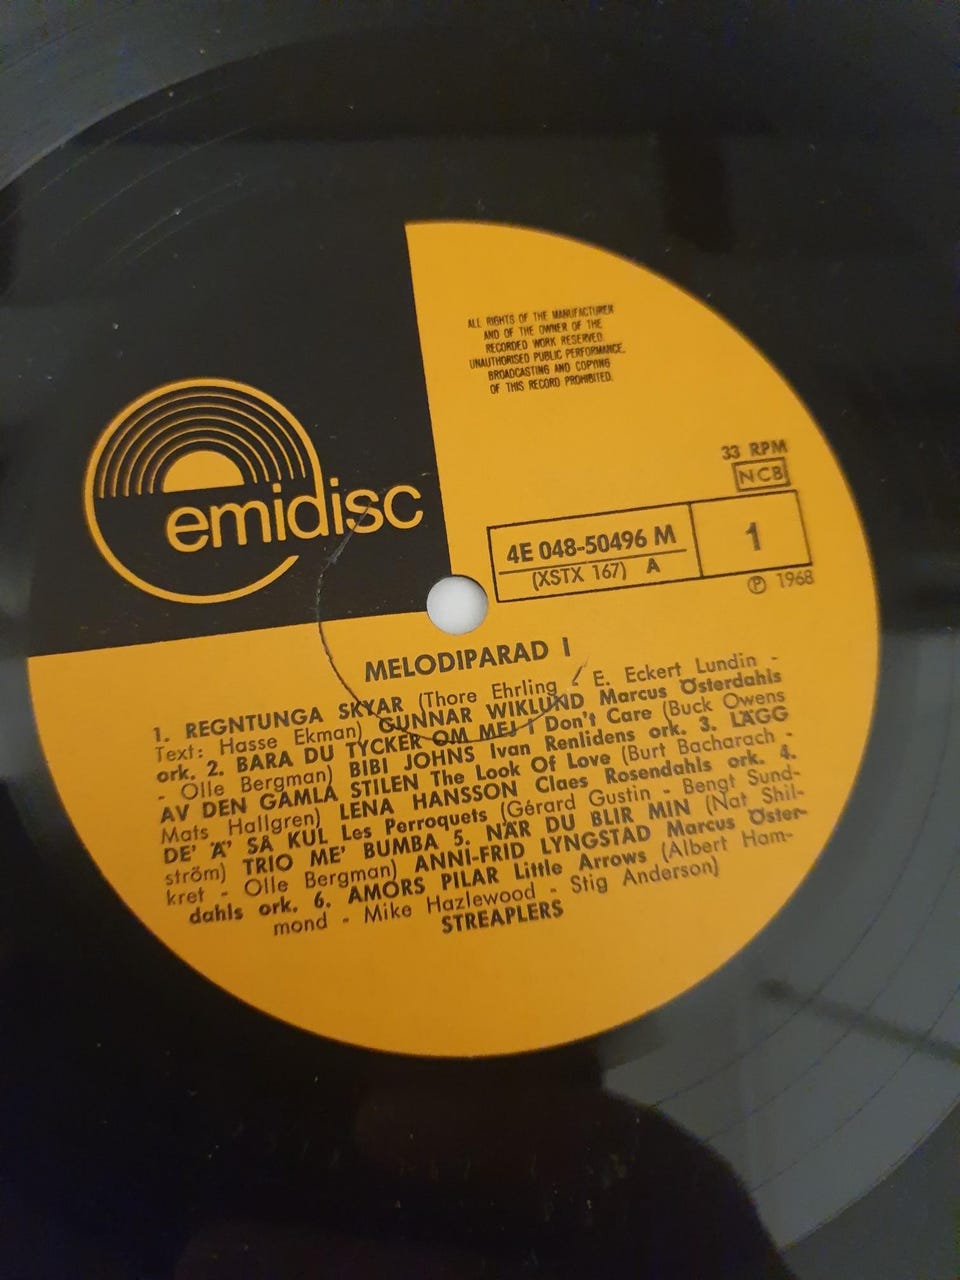 ALL RIGHTS OF THE MANUFACTURER
AND OF THE OWNER OF THE
RECORDED WORK RESERVED.
UNAUTHORISED PUBLIC PERFORMANCE,
BROADCASTING AND COPYING
OF THIS RECORD PROHIBITED.
emidisc
33 RPM
NCB
4E 048-50496 M
(XSTX 167) A
1
℗ 1968
MELODIPARAD I
1. REGNTUNGA SKYAR (Thore Ehrling - E. Eckert Lundin -
Text: Hasse Ekman) GUNNAR WIKLUND Marcus Österdahls
ork. 2. BARA DU TYCKER OM MEJ I Don't Care (Buck Owens
- Olle Bergman) BIBI JOHNS Ivan Renlidens ork. 3. LÄGG
AV DEN GAMLA STILEN The Look Of Love (Burt Bacharach -
Mats Hallgren) LENA HANSSON Claes Rosendahls ork. 4.
DE' Ä' SÅ KUL Les Perroquets (Gérard Gustin - Bengt Sund-
ström) TRIO ME' BUMBA 5. NÄR DU BLIR MIN (Nat Shil-
kret - Olle Bergman) ANNI-FRID LYNGSTAD Marcus Öster-
dahls ork. 6. AMORS PILAR Little Arrows (Albert Ham-
mond - Mike Hazlewood - Stig Anderson)
STREAPLERS